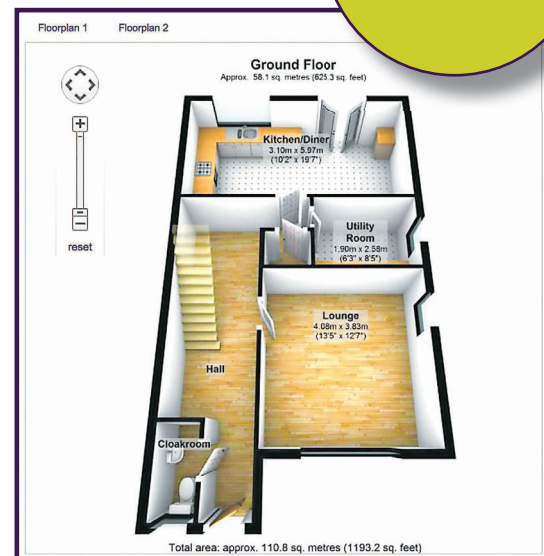 Floorplan 1 Floorplan 2
Ground Floor
Approx. 58.1 sq. metres (625.3 sq. feet)
Kitchen/Diner
3.10m x 5.97m
(10'2" x 19'7")
Utility
Room
1.90m x 2.58m
(6'3" x 8'5")
reset
Lounge
4.08m x 3.83m
(13'5" x 12'7")
Hall
Cloakroom
Total area: approx. 110.8 sq. metres (1193.2 sq. feet)